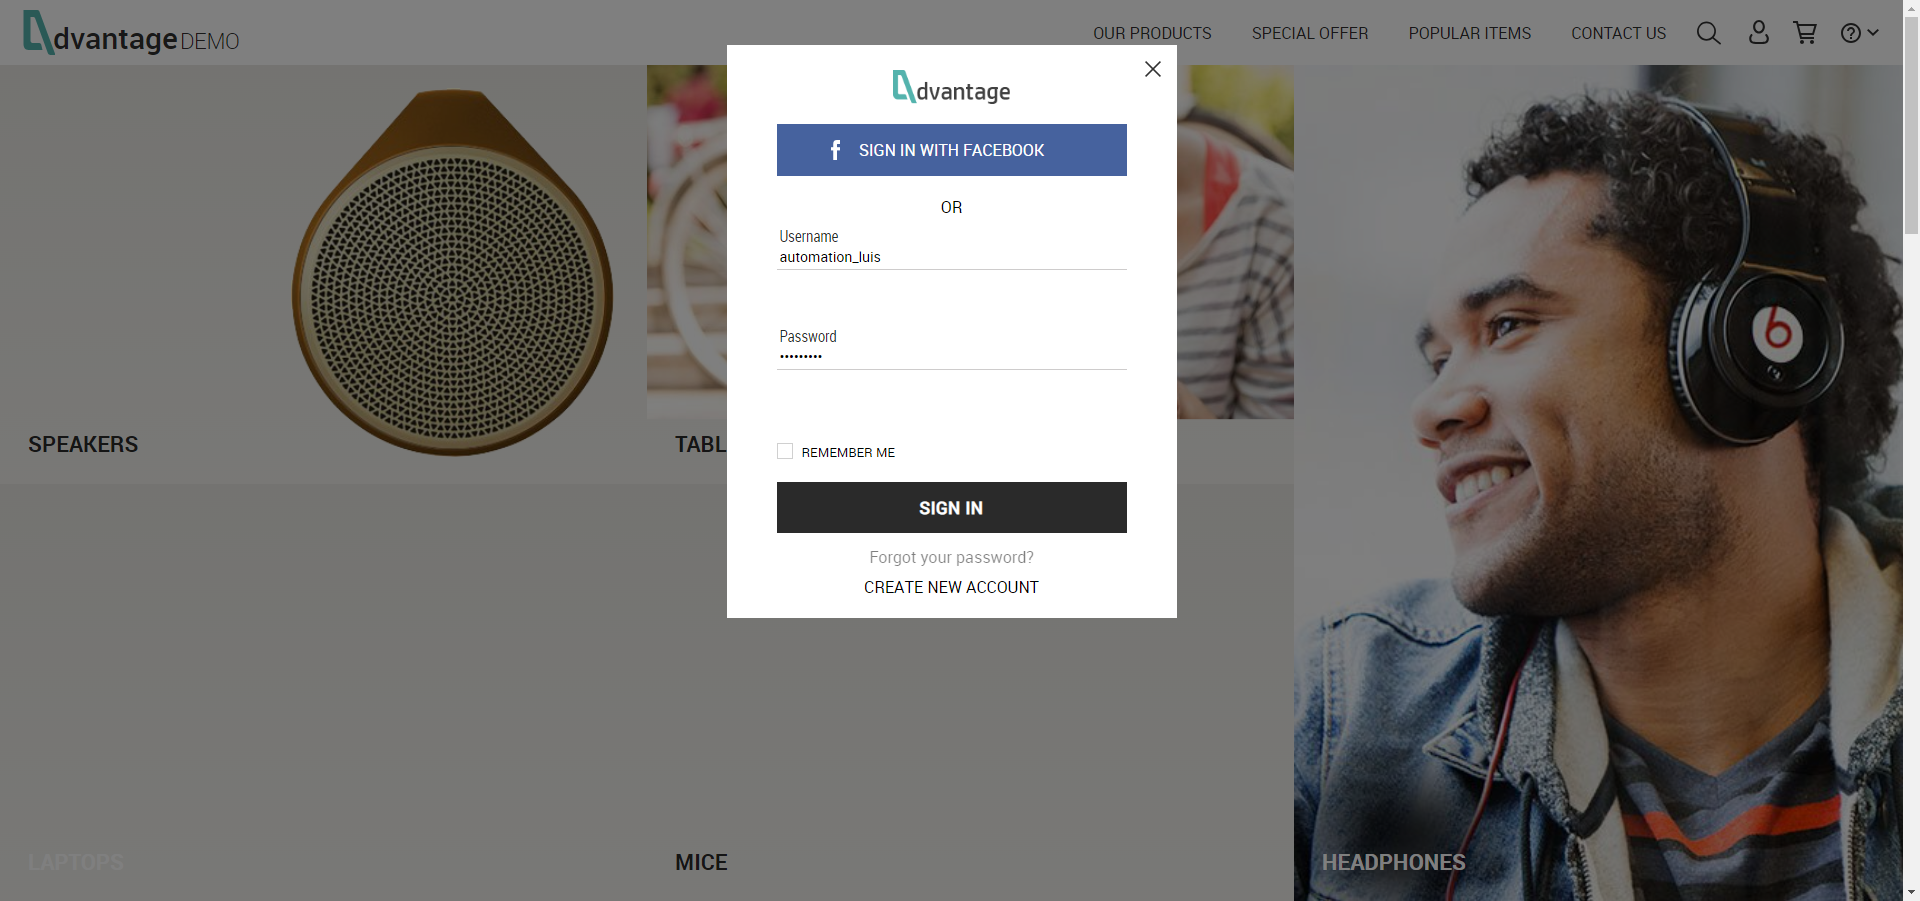 dvantage DEMO
OUR PRODUCTS
SPECIAL OFFER
POPULAR ITEMS
CONTACT US
dvantage
f SIGN IN WITH FACEBOOK
OR
Username
automation_luis
Password
•••••••••
REMEMBER ME
SIGN IN
Forgot your password?
CREATE NEW ACCOUNT
SPEAKERS
TABL
LAPTOPS
MICE
HEADPHONES